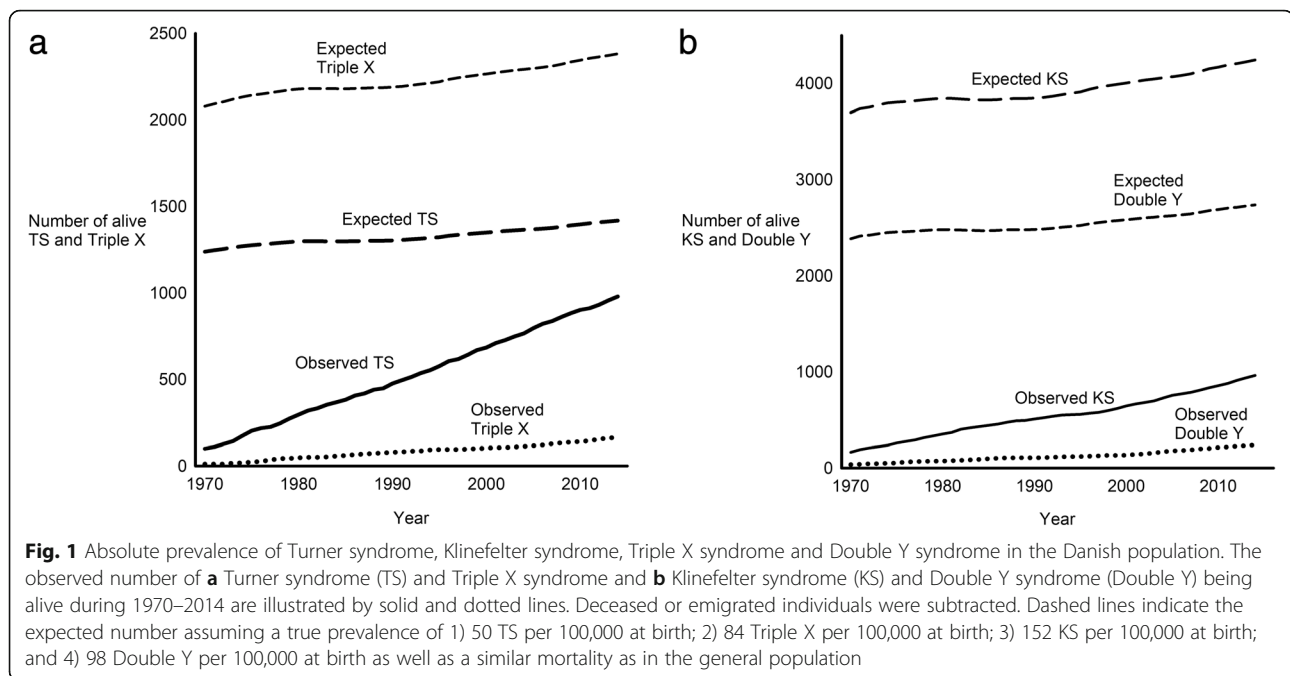 a
2500
2000
1500
1000
500
0
Number of alive
TS and Triple X
Expected
Triple X
Expected TS
Observed TS
Observed
Triple X
1970 1980 1990 2000 2010
Year
b
4000
3000
2000
1000
0
Number of alive
KS and Double Y
Expected KS
Expected
Double Y
Observed KS
Observed
Double Y
1970 1980 1990 2000 2010
Year
Fig. 1 Absolute prevalence of Turner syndrome, Klinefelter syndrome, Triple X syndrome and Double Y syndrome in the Danish population. The
observed number of a Turner syndrome (TS) and Triple X syndrome and b Klinefelter syndrome (KS) and Double Y syndrome (Double Y) being
alive during 1970–2014 are illustrated by solid and dotted lines. Deceased or emigrated individuals were subtracted. Dashed lines indicate the
expected number assuming a true prevalence of 1) 50 TS per 100,000 at birth; 2) 84 Triple X per 100,000 at birth; 3) 152 KS per 100,000 at birth;
and 4) 98 Double Y per 100,000 at birth as well as a similar mortality as in the general population